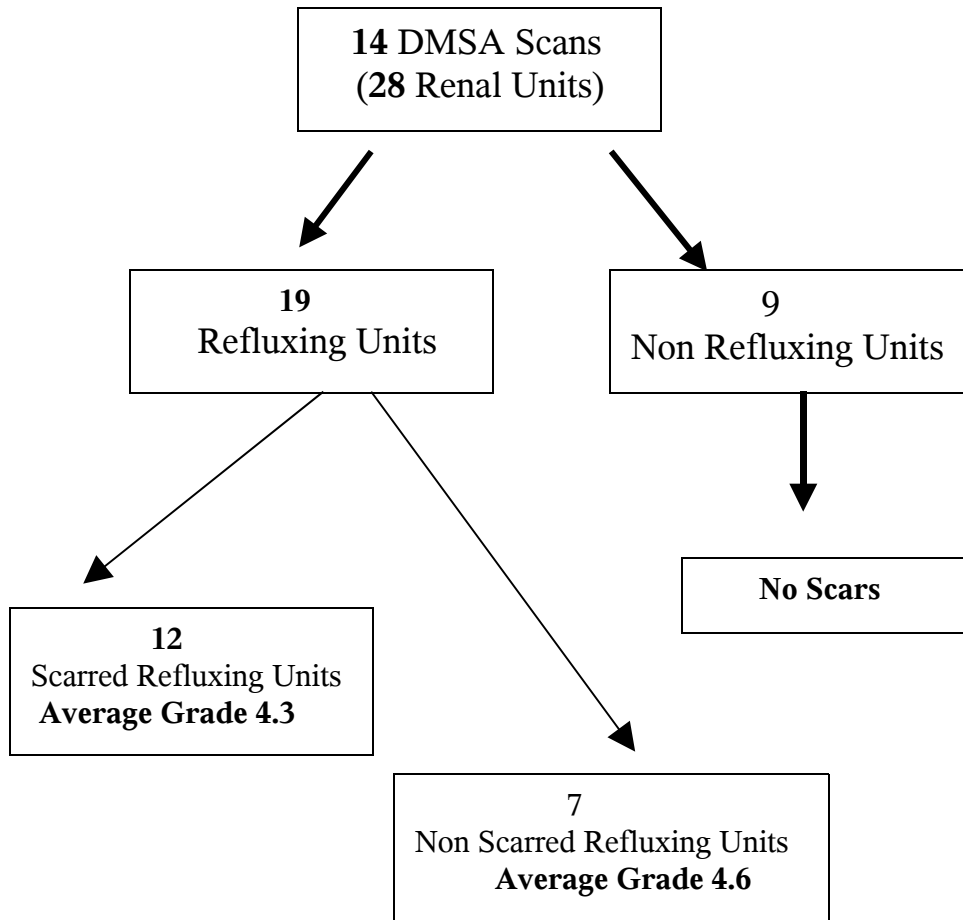 14 DMSA Scans
(28 Renal Units)
19
Refluxing Units
9
Non Refluxing Units
No Scars
12
Scarred Refluxing Units
Average Grade 4.3
7
Non Scarred Refluxing Units
Average Grade 4.6